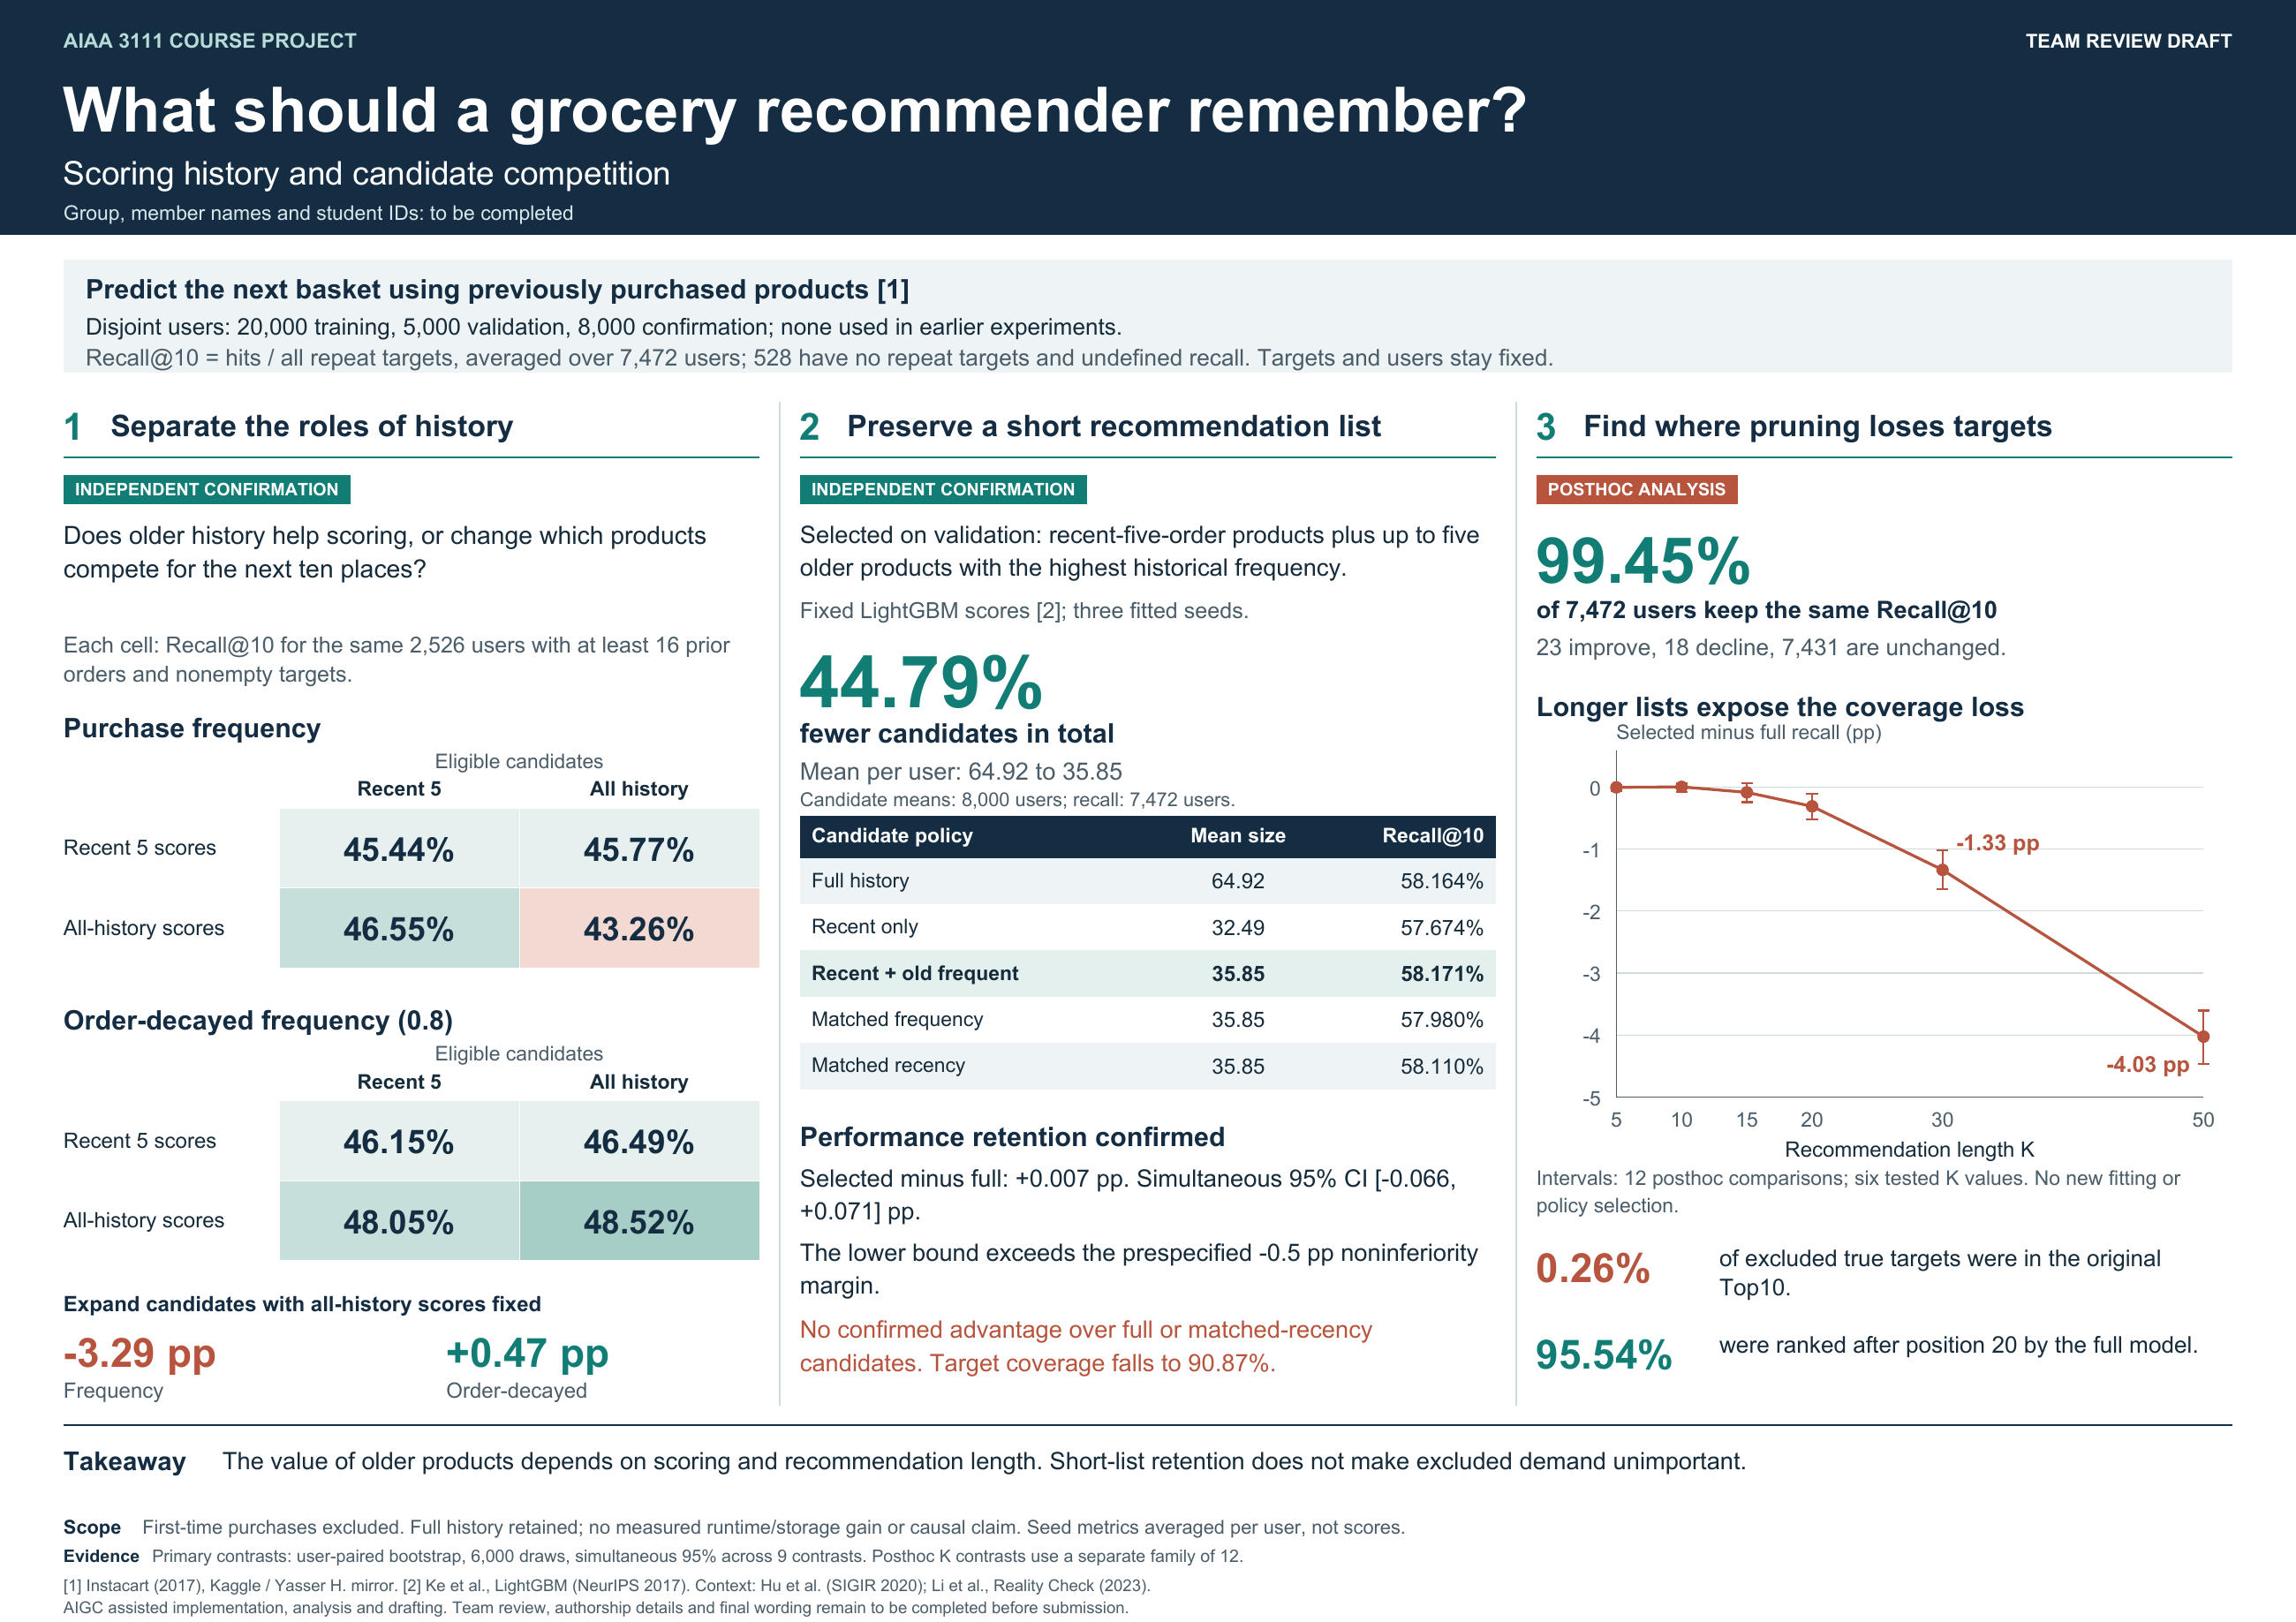 AIAA 3111 COURSE PROJECT
TEAM REVIEW DRAFT
What should a grocery recommender remember?
Scoring history and candidate competition
Group, member names and student IDs: to be completed
Predict the next basket using previously purchased products [1]
Disjoint users: 20,000 training, 5,000 validation, 8,000 confirmation; none used in earlier experiments.
Recall@10 = hits / all repeat targets, averaged over 7,472 users; 528 have no repeat targets and undefined recall. Targets and users stay fixed.
1 Separate the roles of history
INDEPENDENT CONFIRMATION
Does older history help scoring, or change which products
compete for the next ten places?
Each cell: Recall@10 for the same 2,526 users with at least 16 prior
orders and nonempty targets.
Purchase frequency
Eligible candidates
Recent 5 All history
Recent 5 scores 45.44% 45.77%
All-history scores 46.55% 43.26%
Order-decayed frequency (0.8)
Eligible candidates
Recent 5 All history
Recent 5 scores 46.15% 46.49%
All-history scores 48.05% 48.52%
Expand candidates with all-history scores fixed
-3.29 pp +0.47 pp
Frequency Order-decayed
2 Preserve a short recommendation list
INDEPENDENT CONFIRMATION
Selected on validation: recent-five-order products plus up to five
older products with the highest historical frequency.
Fixed LightGBM scores [2]; three fitted seeds.
44.79%
fewer candidates in total
Mean per user: 64.92 to 35.85
Candidate means: 8,000 users; recall: 7,472 users.
Candidate policy Mean size Recall@10
Full history 64.92 58.164%
Recent only 32.49 57.674%
Recent + old frequent 35.85 58.171%
Matched frequency 35.85 57.980%
Matched recency 35.85 58.110%
Performance retention confirmed
Selected minus full: +0.007 pp. Simultaneous 95% CI [-0.066,
+0.071] pp.
The lower bound exceeds the prespecified -0.5 pp noninferiority
margin.
No confirmed advantage over full or matched-recency
candidates. Target coverage falls to 90.87%.
3 Find where pruning loses targets
POSTHOC ANALYSIS
99.45%
of 7,472 users keep the same Recall@10
23 improve, 18 decline, 7,431 are unchanged.
Longer lists expose the coverage loss
Selected minus full recall (pp)
0
-1
-2
-3
-4
-5
-1.33 pp
-4.03 pp
5 10 15 20 30 50
Recommendation length K
Intervals: 12 posthoc comparisons; six tested K values. No new fitting or
policy selection.
0.26% of excluded true targets were in the original
Top10.
95.54% were ranked after position 20 by the full model.
Takeaway The value of older products depends on scoring and recommendation length. Short-list retention does not make excluded demand unimportant.
Scope First-time purchases excluded. Full history retained; no measured runtime/storage gain or causal claim. Seed metrics averaged per user, not scores.
Evidence Primary contrasts: user-paired bootstrap, 6,000 draws, simultaneous 95% across 9 contrasts. Posthoc K contrasts use a separate family of 12.
[1] Instacart (2017), Kaggle / Yasser H. mirror. [2] Ke et al., LightGBM (NeurIPS 2017). Context: Hu et al. (SIGIR 2020); Li et al., Reality Check (2023).
AIGC assisted implementation, analysis and drafting. Team review, authorship details and final wording remain to be completed before submission.